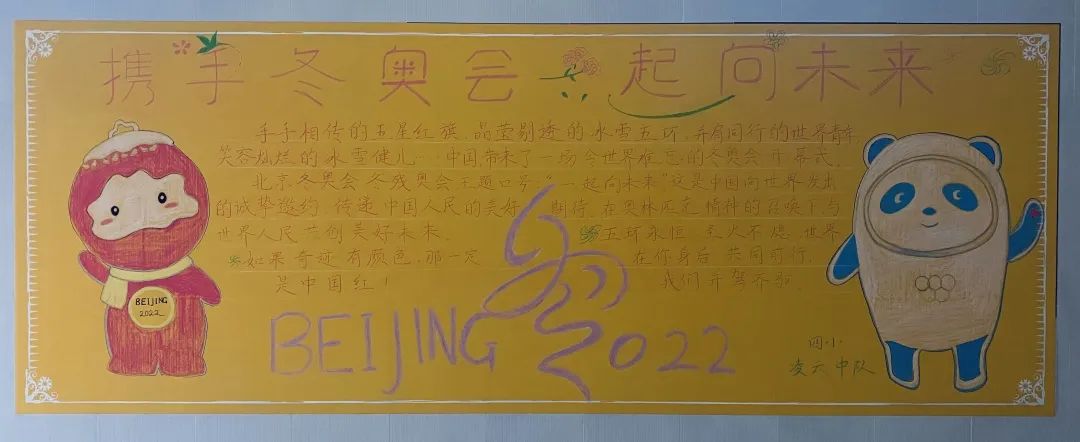 携手冬奥会 一起向未来
手手相传的五星红旗 晶莹剔透的冰雪五环,并肩同行的世界青年
笑容灿烂的冰雪健儿…中国带来了一场令世界难忘的冬奥会开幕式。
北京冬奥会 冬残奥会主题口号:"一起向未来"这是中国向世界发出
的诚挚邀约 传递中国人民的美好 期待 在奥林匹克精神的召唤下与
世界人民共创美好未来。
如果奇迹有颜色,那一定
是中国红!
五环永恒 圣火不熄 世界
在你身后 共同前行,
我们并驾齐驱。
BEIJING
2022
BEIJING 2022
四小
凌六中队